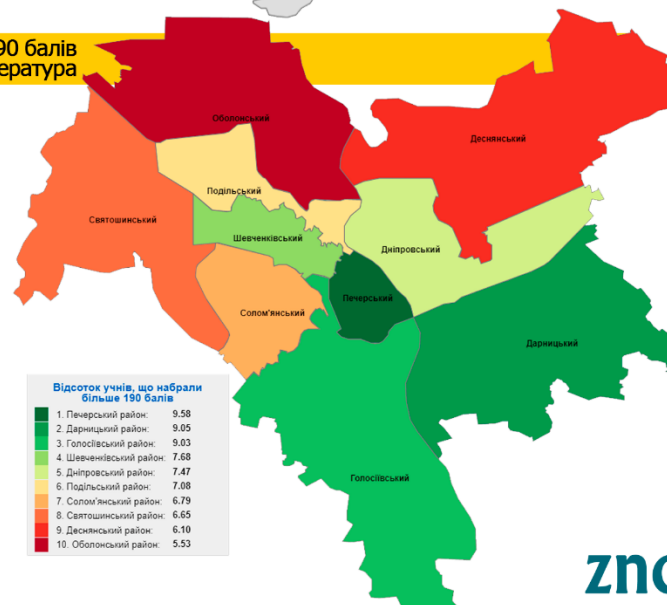 90 балів
ература
Оболонський
Деснянський
Подільський
Святошинський
Шевченківський
Дніпровський
Печерський
Солом'янський
Дарницький
Голосіївський
Відсоток учнів, що набрали
більше 190 балів
1. Печерський район: 9.58
2. Дарницький район: 9.05
3. Голосіївський район: 9.03
4. Шевченківський район: 7.68
5. Дніпровський район: 7.47
6. Подільський район: 7.08
7. Солом'янський район: 6.79
8. Святошинський район: 6.65
9. Деснянський район: 6.10
10. Оболонський район: 5.53
zno